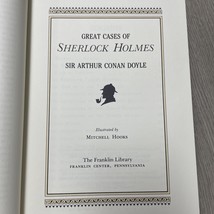 GREAT CASES OF
SHERLOCK HOLMES
SIR ARTHUR CONAN DOYLE
Illustrated by
MITCHELL HOOKS
The Franklin Library
FRANKLIN CENTER, PENNSYLVANIA